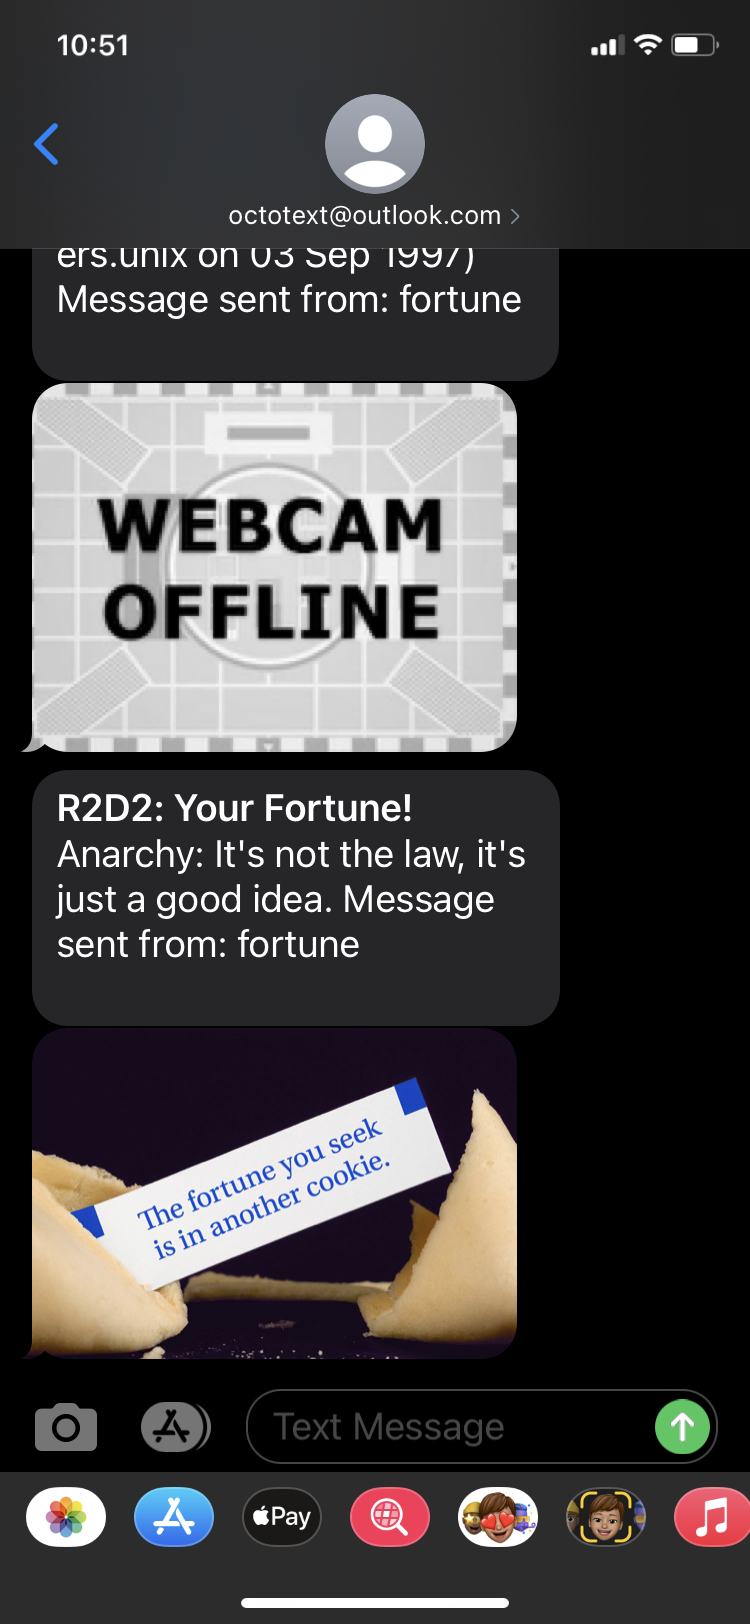 10:51
octotext@outlook.com
ers.unix on 03 Sep 1997)
Message sent from: fortune
WEBCAM
OFFLINE
R2D2: Your Fortune!
Anarchy: It's not the law, it's
just a good idea. Message
sent from: fortune
The fortune you seek
is in another cookie.
Text Message
Pay